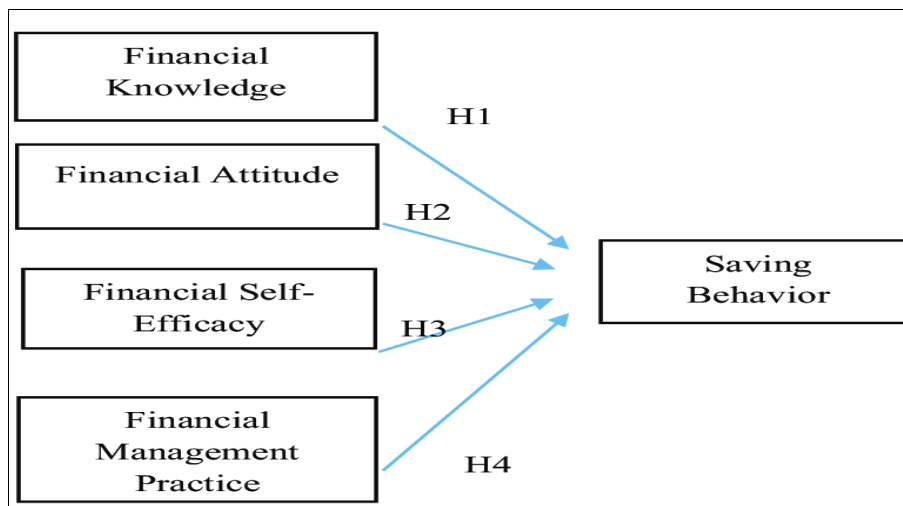 Financial
Knowledge
H1
Financial Attitude
H2
Saving
Behavior
Financial Self-
Efficacy
H3
Financial
Management
Practice
H4